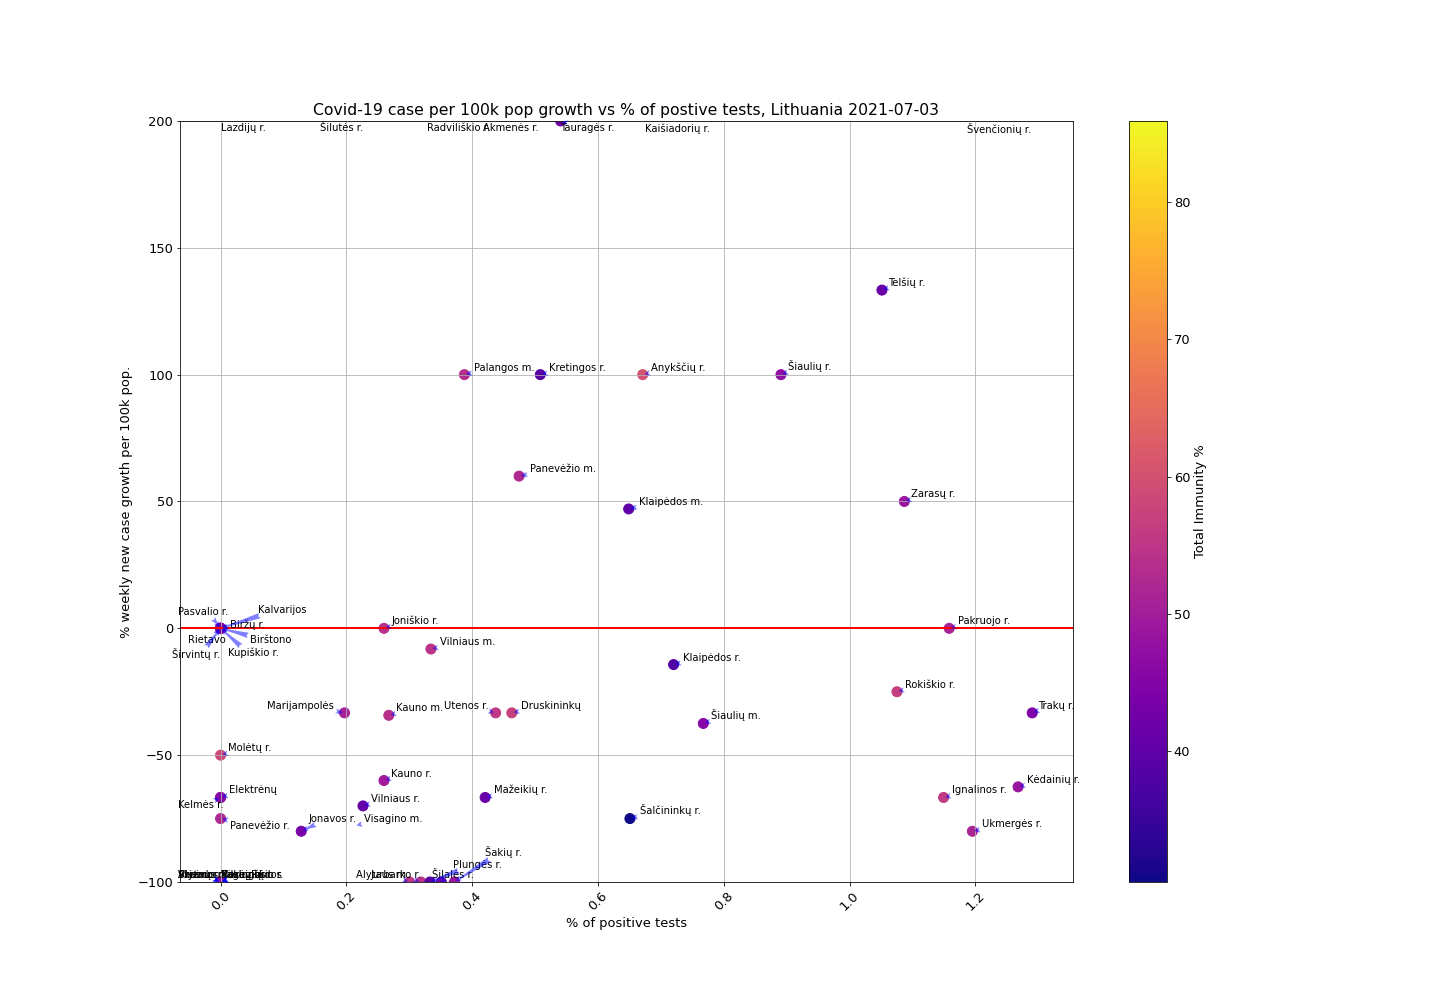 Covid-19 case per 100k pop growth vs % of postive tests, Lithuania 2021-07-03
200
Lazdijų r.
Šilutės r.
Radviliškio r.
Akmenės r.
Tauragės r.
Kaišiadorių r.
Švenčionių r.
80
150
Telšių r.
70
100
Palangos m.
Kretingos r.
Anykščių r.
Šiaulių r.
% weekly new case growth per 100k pop.
Total Immunity %
Panevėžio m.
60
50
Klaipėdos m.
Zarasų r.
50
Pasvalio r.
Kalvarijos
Biržų r.
Joniškio r.
Pakruojo r.
0
Rietavo
Birštono
Vilniaus m.
Širvintų r.
Kupiškio r.
Klaipėdos r.
Rokiškio r.
Marijampolės
Kauno m.
Utenos r.
Druskininkų
Šiaulių m.
Trakų r.
Molėtų r.
−50
40
Kauno r.
Kėdainių r.
Elektrėnų
Mažeikių r.
Ignalinos r.
Kelmės r.
Vilniaus r.
Šalčininkų r.
Panevėžio r.
Jonavos r.
Visagino m.
Ukmergės r.
Šakių r.
Plungės r.
Alytaus m.
Jurbarko r.
Šilalės r.
−100
0.0
0.2
0.4
0.6
0.8
1.0
1.2
% of positive tests